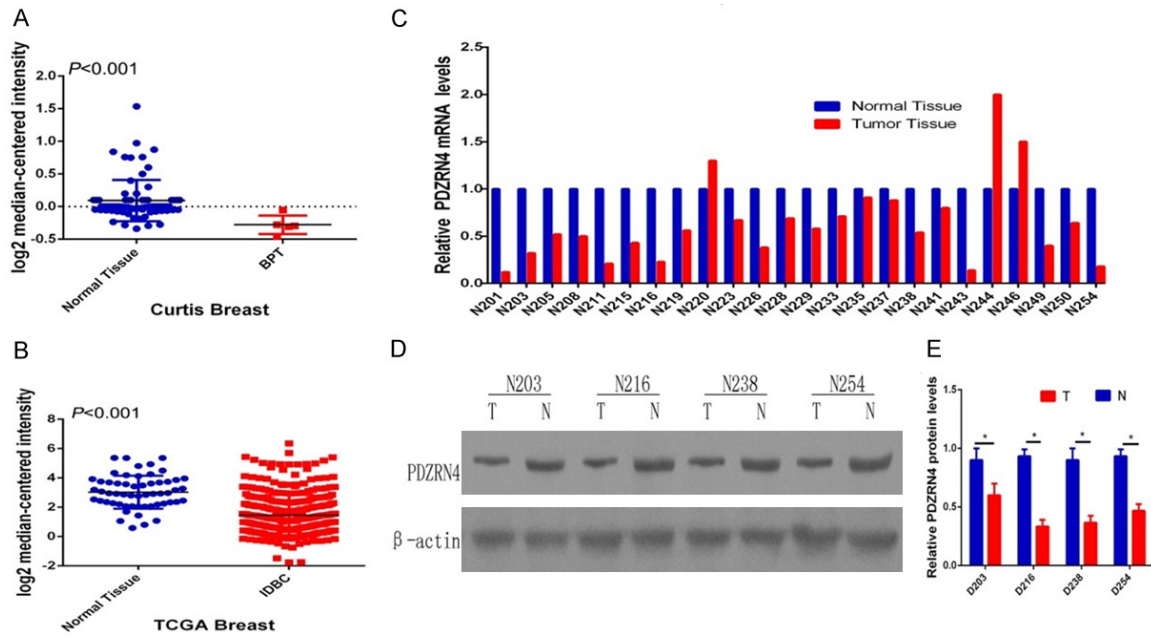 A
log2 median-centered intensity
P<0.001
2.0
1.5
1.0
0.5
0.0
-0.5
Normal Tissue
BPT
Curtis Breast
B
log2 median-centered intensity
P<0.001
8
6
4
2
0
-2
Normal Tissue
IDBC
TCGA Breast
C
Relative PDZRN4 mRNA levels
2.5
2.0
1.5
1.0
0.5
0.0
Normal Tissue
Tumor Tissue
N201 N203 N205 N208 N211 N215 N216 N219 N220 N223 N226 N228 N229 N233 N235 N237 N238 N241 N243 N244 N246 N249 N250 N254
D
N203 N216 N238 N254
T N T N T N T N
PDZRN4
β-actin
E
Relative PDZRN4 protein levels
1.5
1.0
0.5
0.0
T N
* * * *
D203 D216 D238 D254